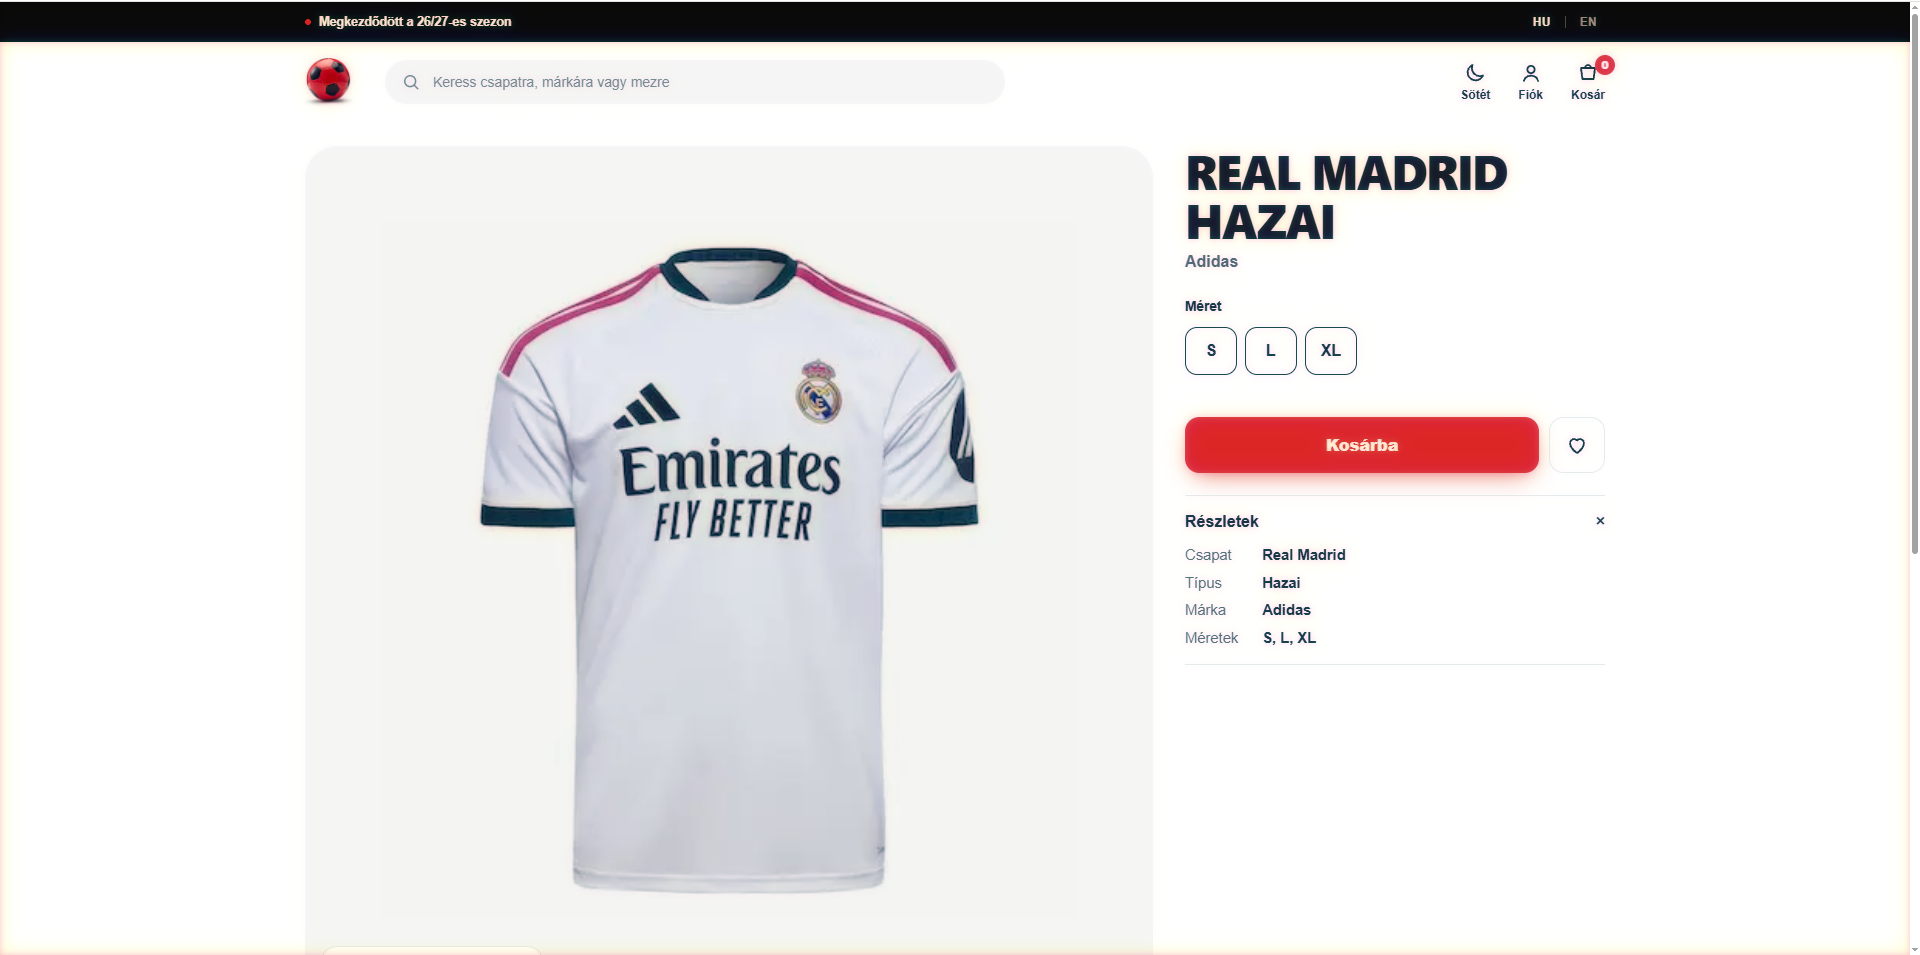 Megkezdődött a 26/27-es szezon
HU | EN
Keress csapatra, márkára vagy mezre
Sötét
Fiók
0
Kosár
REAL MADRID
HAZAI
Adidas
Méret
S
L
XL
Kosárba
Részletek ×
Csapat Real Madrid
Típus Hazai
Márka Adidas
Méretek S, L, XL
Emirates
FLY BETTER